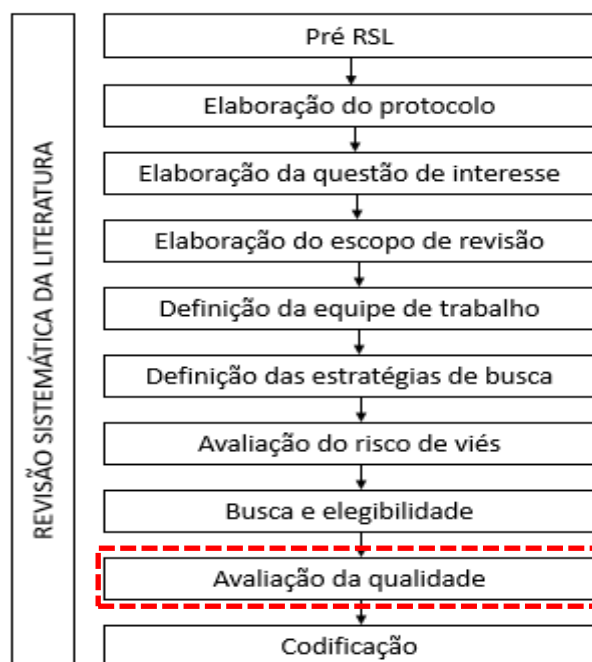 REVISÃO SISTEMÁTICA DA LITERATURA
Pré RSL
Elaboração do protocolo
Elaboração da questão de interesse
Elaboração do escopo de revisão
Definição da equipe de trabalho
Definição das estratégias de busca
Avaliação do risco de viés
Busca e elegibilidade
Avaliação da qualidade
Codificação